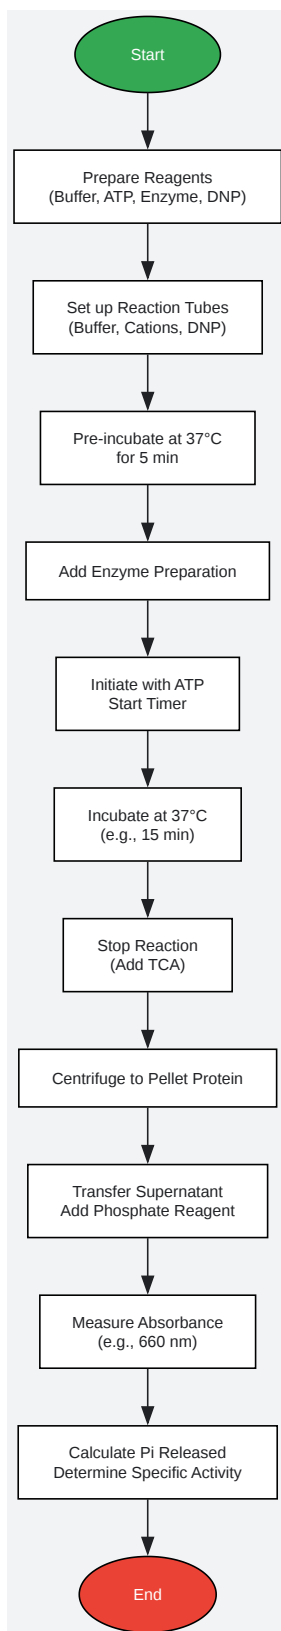 Start
Prepare Reagents
(Buffer, ATP, Enzyme, DNP)
Set up Reaction Tubes
(Buffer, Cations, DNP)
Pre-incubate at 37°C
for 5 min
Add Enzyme Preparation
Initiate with ATP
Start Timer
Incubate at 37°C
(e.g., 15 min)
Stop Reaction
(Add TCA)
Centrifuge to Pellet Protein
Transfer Supernatant
Add Phosphate Reagent
Measure Absorbance
(e.g., 660 nm)
Calculate Pi Released
Determine Specific Activity
End